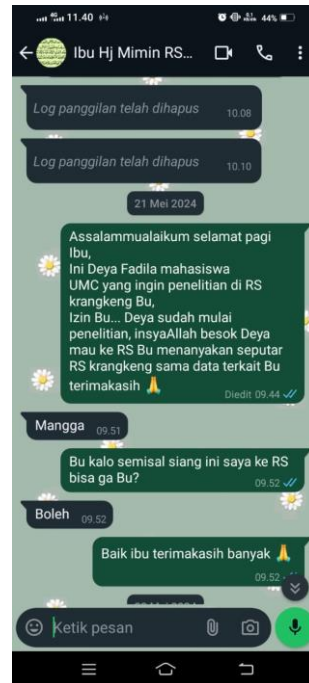 11.40
44%
Ibu Hj Mimin RS...
Log panggilan telah dihapus 10.08
Log panggilan telah dihapus 10.10
21 Mei 2024
Assalammualaikum selamat pagi
Ibu,
Ini Deya Fadila mahasiswa
UMC yang ingin penelitian di RS
krangkeng Bu,
Izin Bu... Deya sudah mulai
penelitian, insyaAllah besok Deya
mau ke RS Bu menanyakan seputar
RS krangkeng sama data terkait Bu
terimakasih 🙏
Diedit 09.44
Mangga 09.51
Bu kalo semisal siang ini saya ke RS
bisa ga Bu?
09.52
Boleh 09.52
Baik ibu terimakasih banyak 🙏
09.52
Ketik pesan